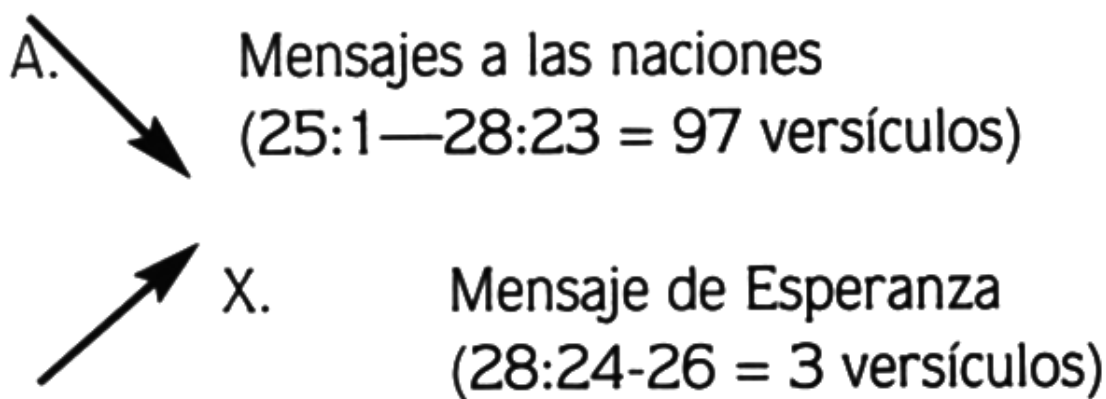 A. Mensajes a las naciones
(25:1—28:23 = 97 versículos)
X. Mensaje de Esperanza
(28:24-26 = 3 versículos)